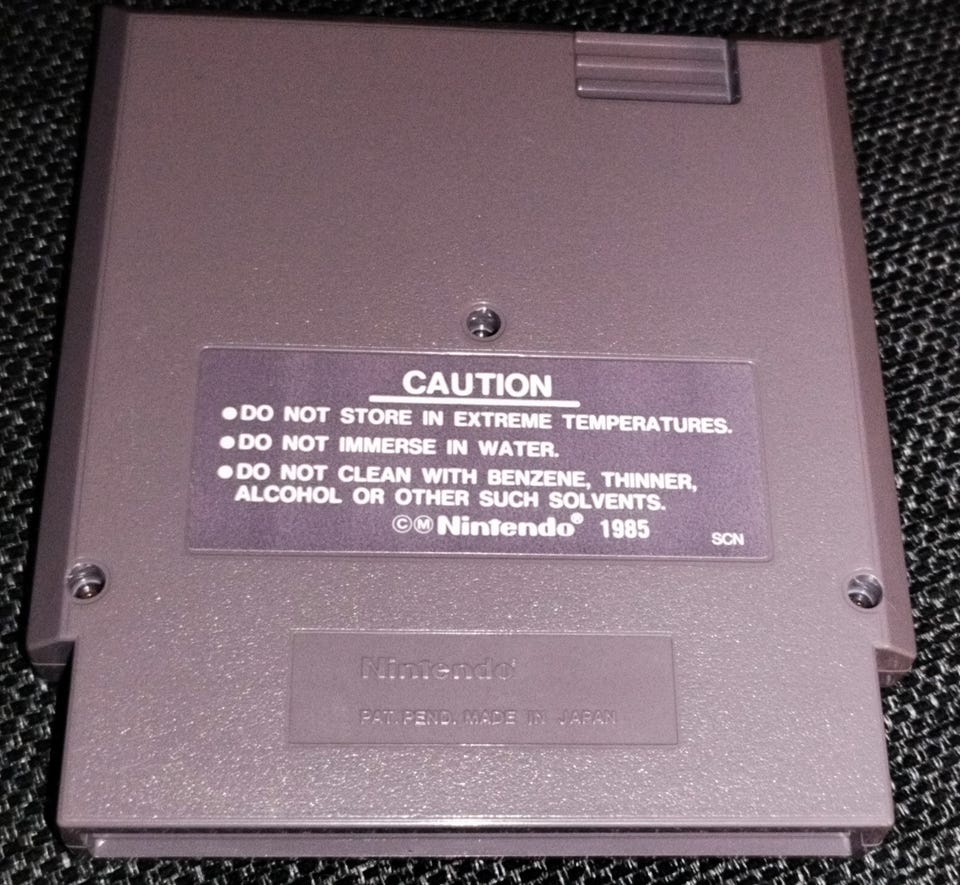 CAUTION
●DO NOT STORE IN EXTREME TEMPERATURES.
●DO NOT IMMERSE IN WATER.
●DO NOT CLEAN WITH BENZENE, THINNER,
ALCOHOL OR OTHER SUCH SOLVENTS.
©Ⓜ Nintendo® 1985
SCN
Nintendo®
PAT. PEND. MADE IN JAPAN